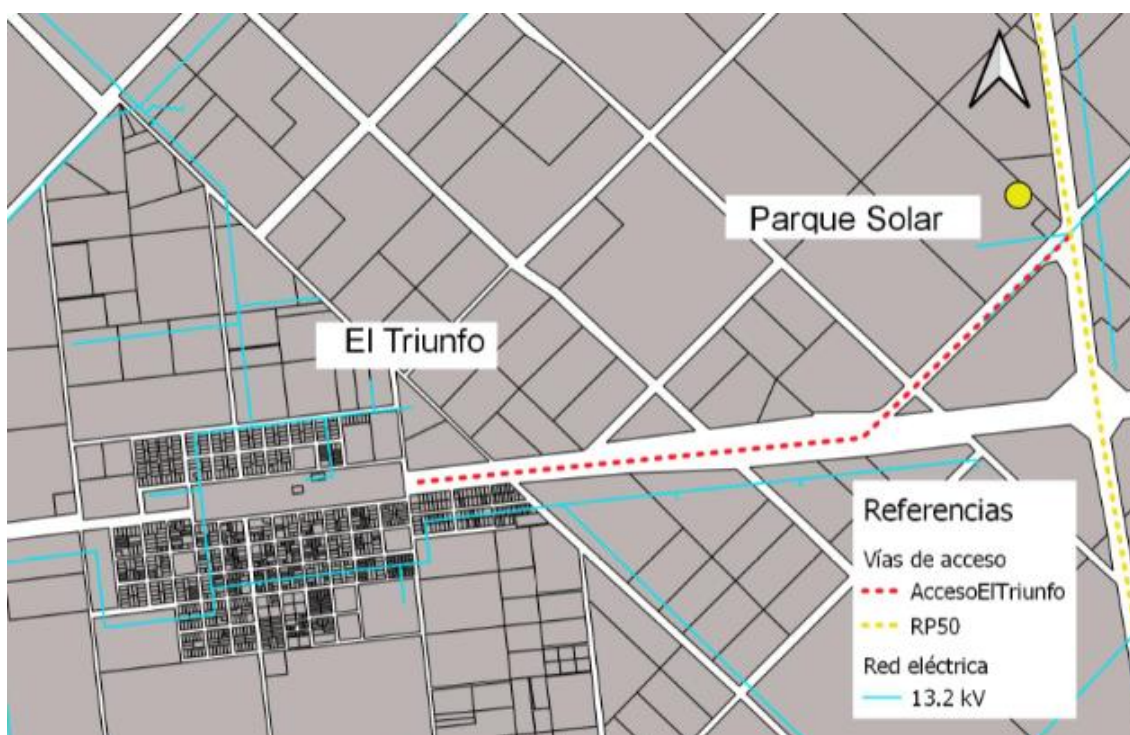 Parque Solar
El Triunfo
Referencias
Vías de acceso
AccesoElTriunfo
RP50
Red eléctrica
13.2 kV